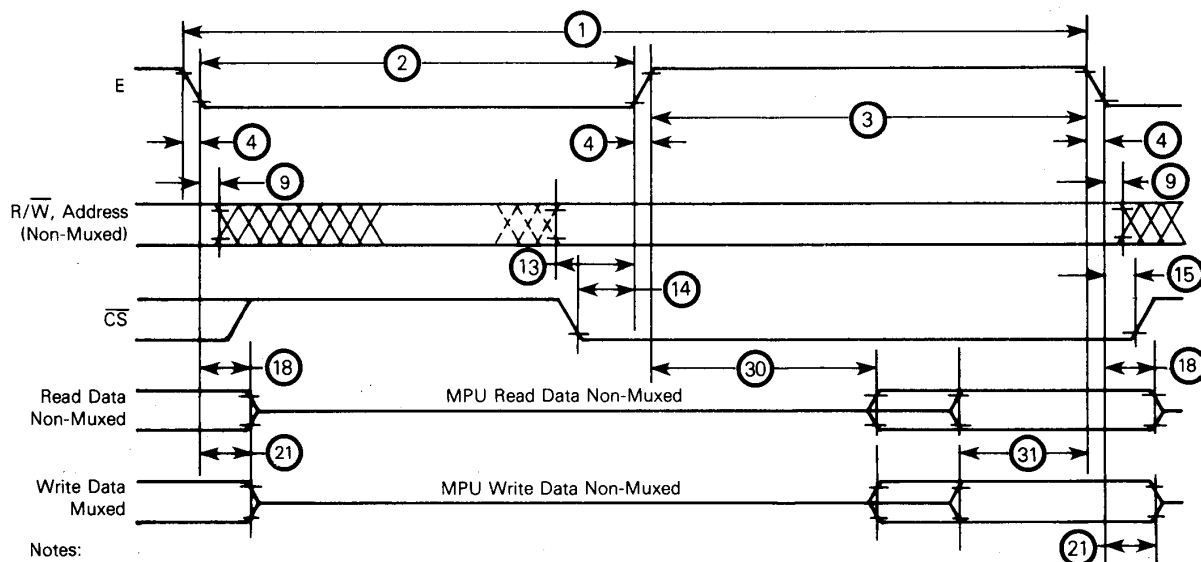 1
2
E
3
4
4
4
9
9
R/W̅, Address
(Non-Muxed)
13
14
15
C̅S̅
18
30
18
Read Data
Non-Muxed
MPU Read Data Non-Muxed
21
31
Write Data
Muxed
MPU Write Data Non-Muxed
Notes:
21